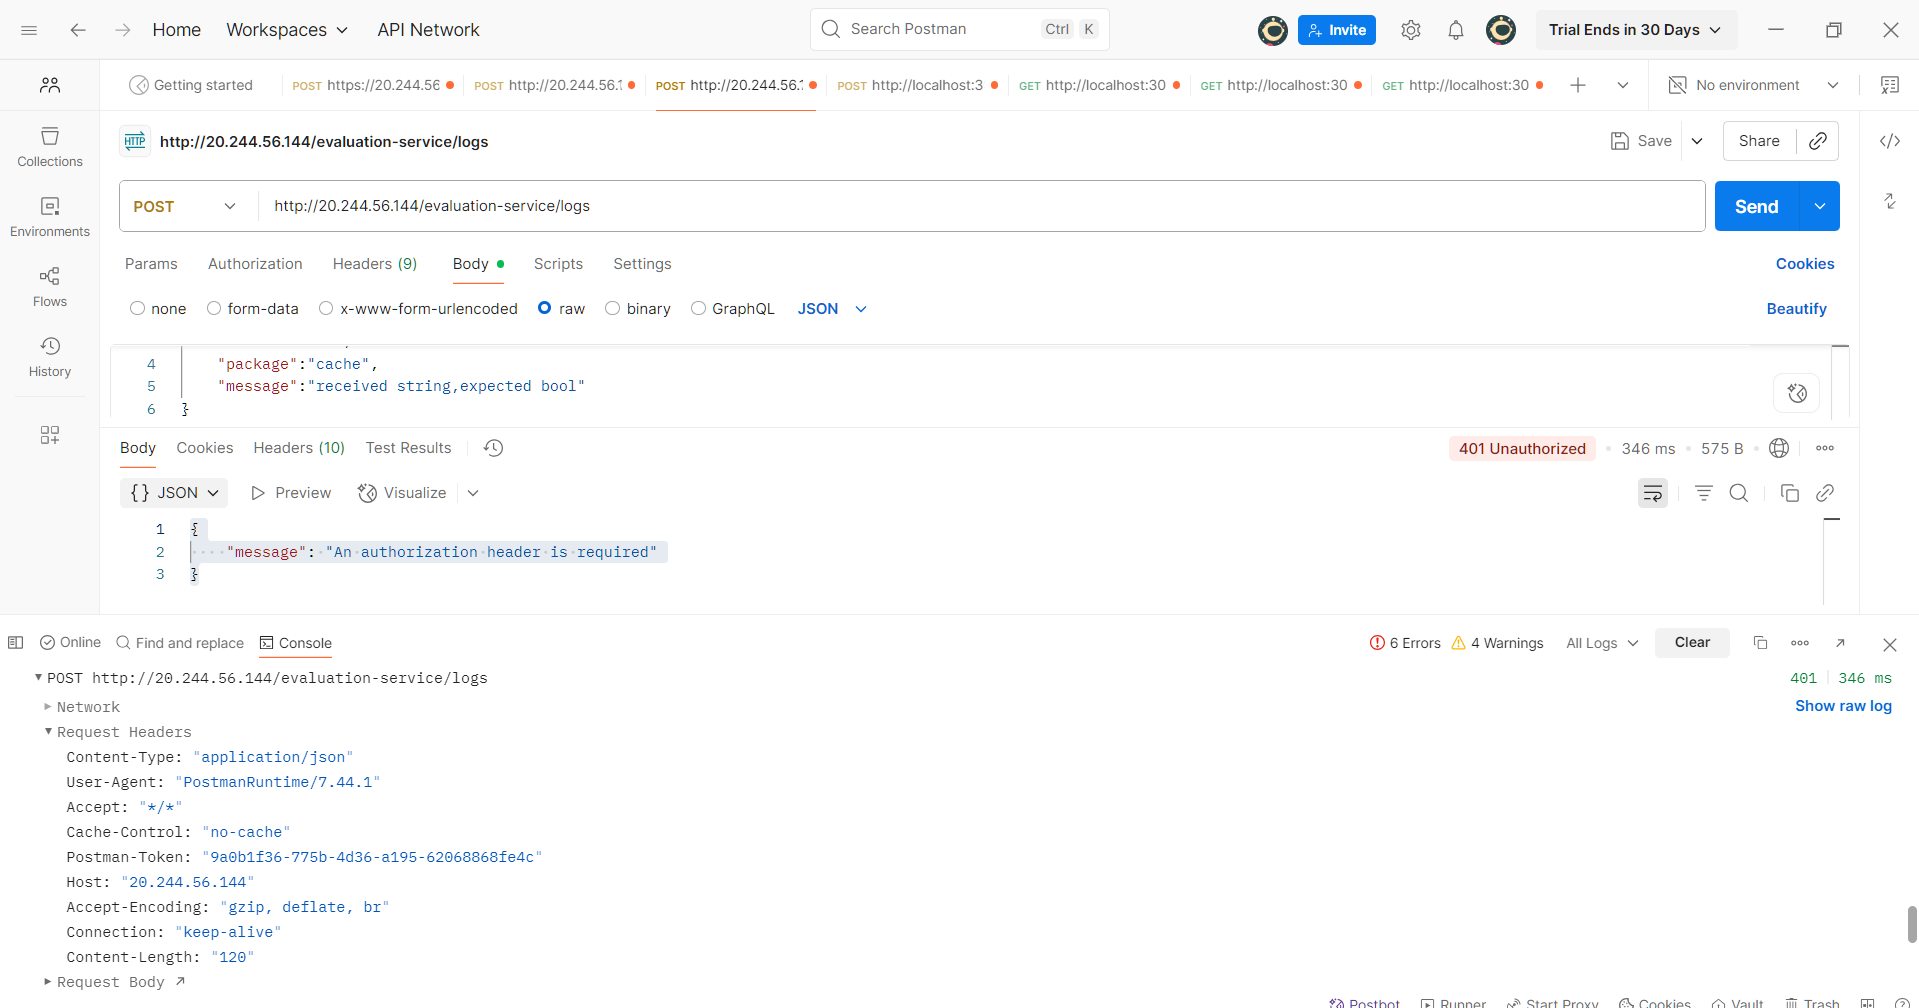 Home Workspaces API Network Search Postman Ctrl K Invite Trial Ends in 30 Days
Getting started POST https://20.244.56 POST http://20.244.56.1 POST http://20.244.56.1 POST http://localhost:3 GET http://localhost:30 GET http://localhost:30 GET http://localhost:30 No environment
HTTP http://20.244.56.144/evaluation-service/logs Save Share
Collections
POST http://20.244.56.144/evaluation-service/logs Send
Environments
Params Authorization Headers (9) Body Scripts Settings Cookies
Flows
none form-data x-www-form-urlencoded raw binary GraphQL JSON Beautify
History
4 "package":"cache",
5 "message":"received string,expected bool"
6 }
Body Cookies Headers (10) Test Results 401 Unauthorized 346 ms 575 B
{} JSON Preview Visualize
1 {
2 "message": "An authorization header is required"
3 }
Online Find and replace Console 6 Errors 4 Warnings All Logs Clear
POST http://20.244.56.144/evaluation-service/logs 401 346 ms
Network Show raw log
Request Headers
Content-Type: "application/json"
User-Agent: "PostmanRuntime/7.44.1"
Accept: "*/*"
Cache-Control: "no-cache"
Postman-Token: "9a0b1f36-775b-4d36-a195-62068868fe4c"
Host: "20.244.56.144"
Accept-Encoding: "gzip, deflate, br"
Connection: "keep-alive"
Content-Length: "120"
Request Body
Postbot Runner Start Proxy Cookies Vault Trash